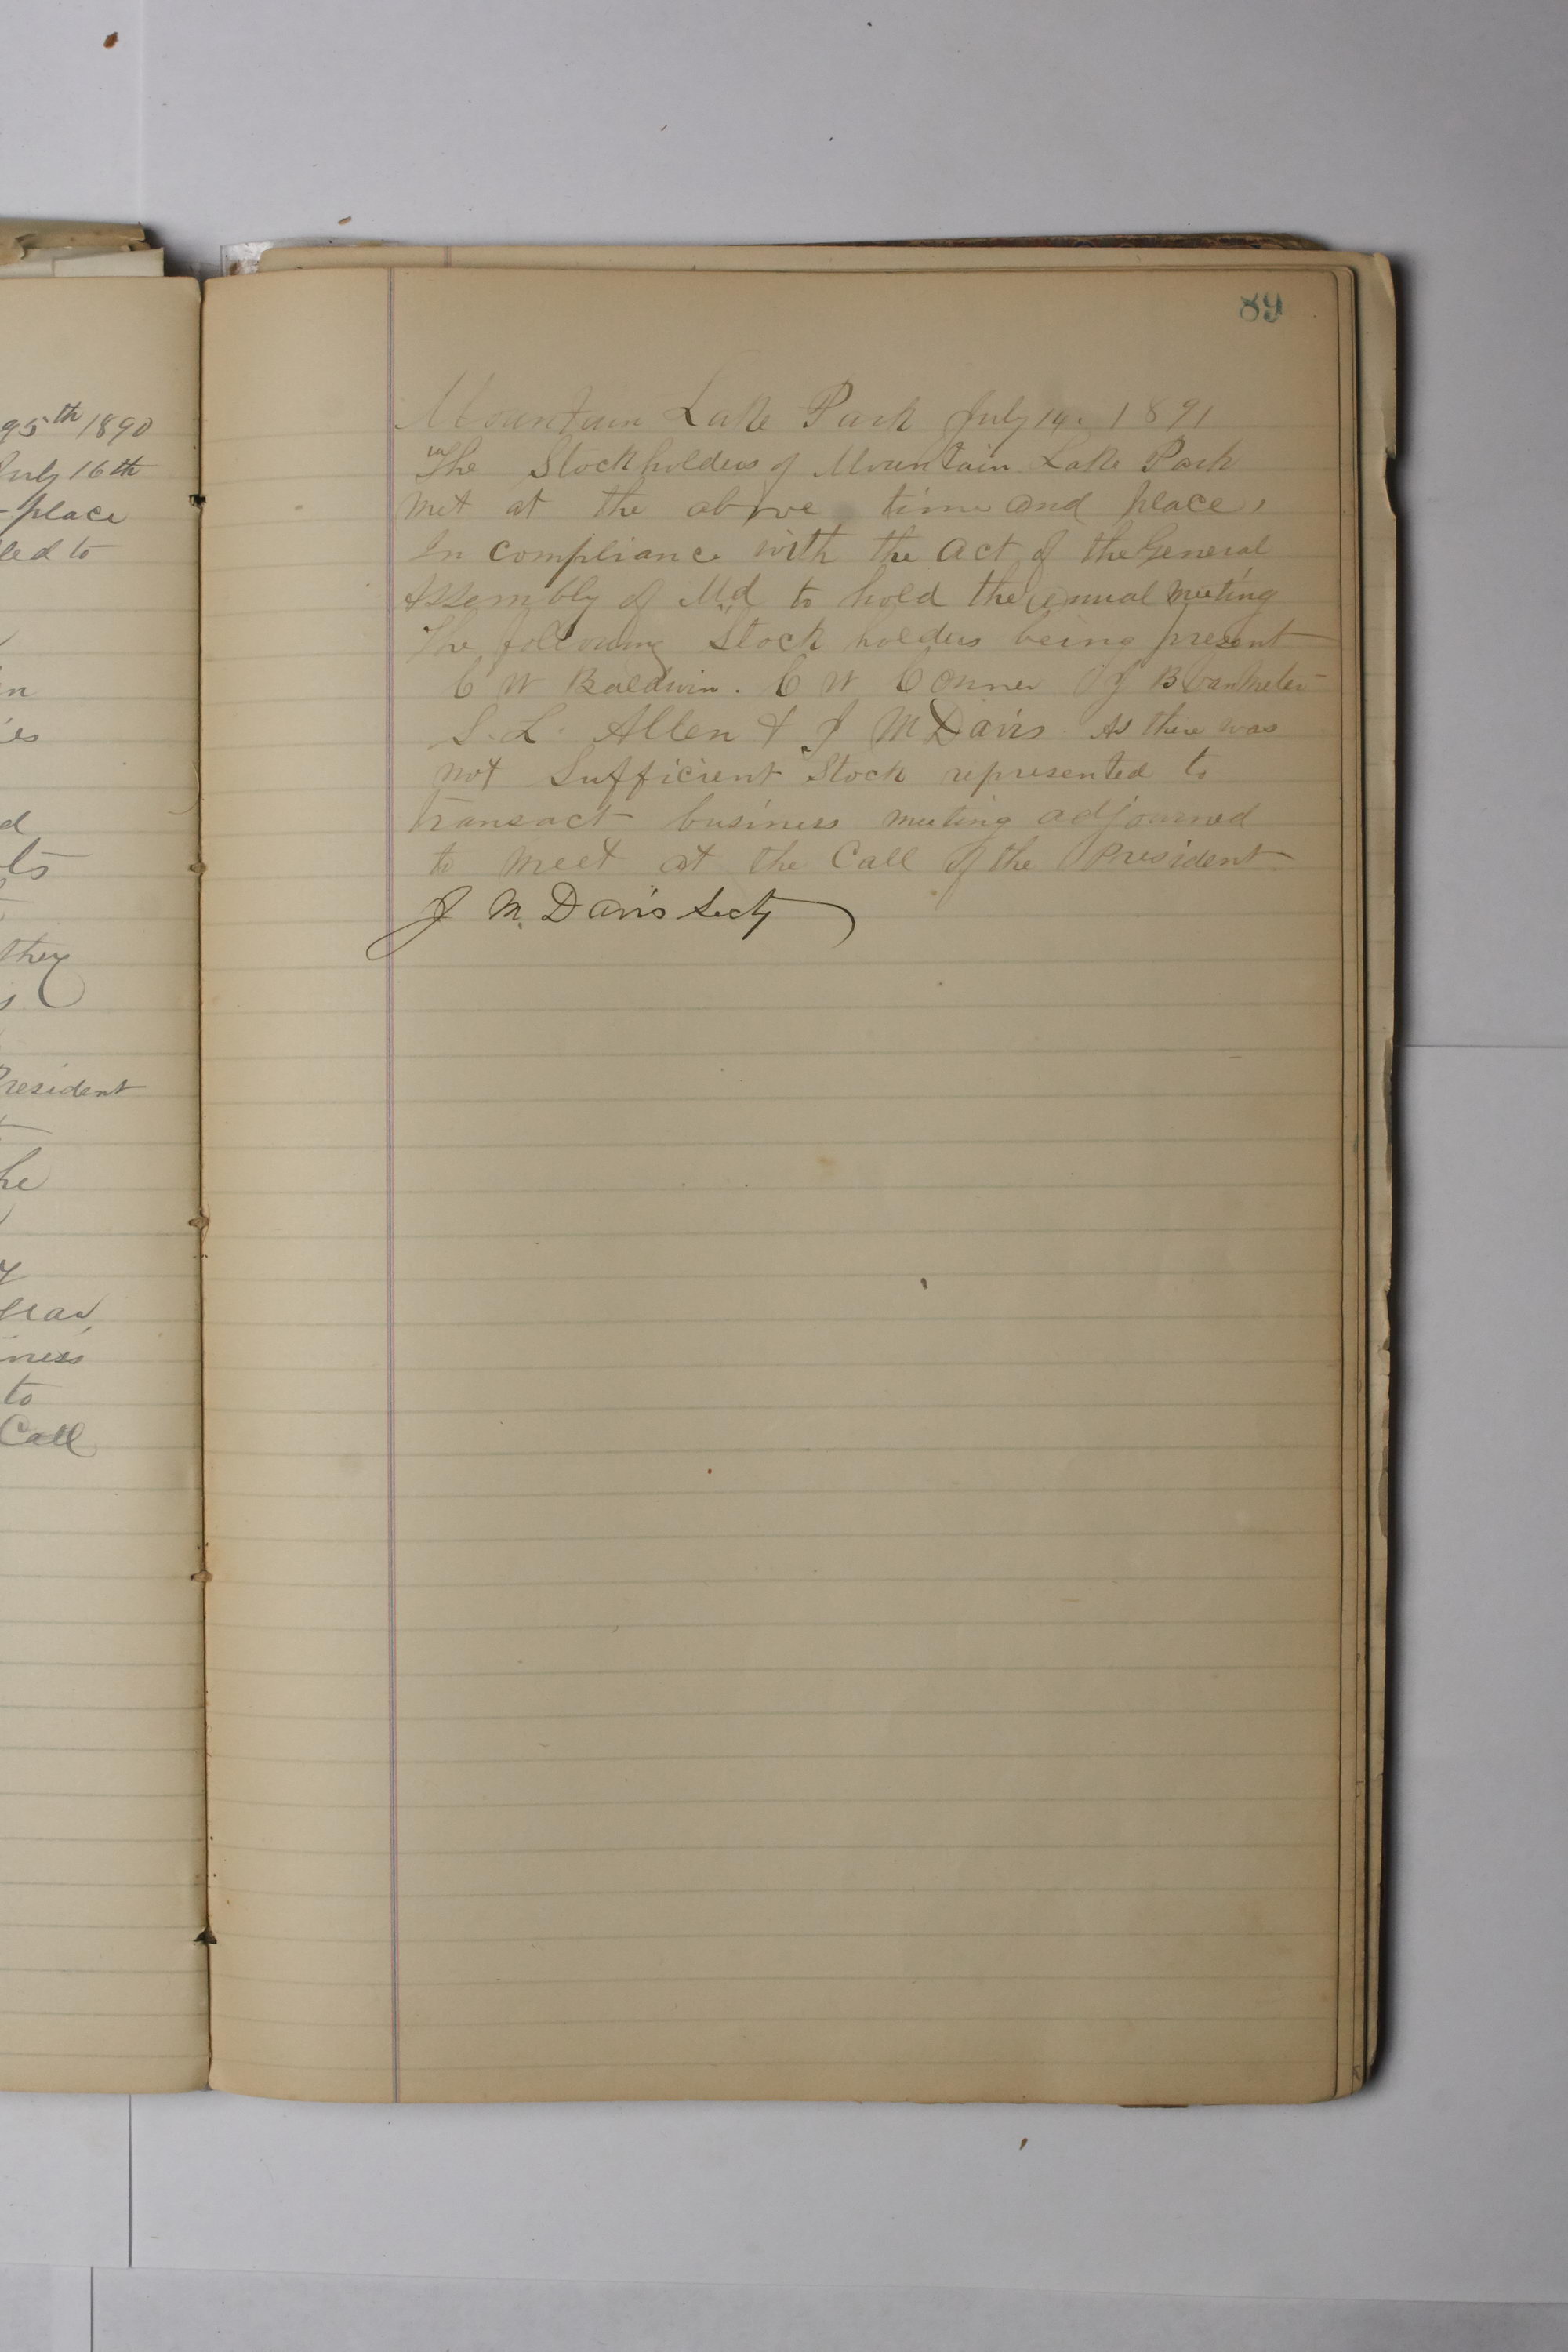 95th 1890
July 16th
place
led to
n
ies
d
ts
they
s
President
he
y
ness
to
Call
89
Mountain Lake Park July 14. 1891
The Stockholders of Mountain Lake Park
met at the above time and place,
In compliance with the act of the General
Assembly of Md to hold the annual meeting
The following Stock holders being present
C W Baldwin. C W Conner J B VanMeter
S. L. Allen & J M Davis As there was
not Sufficient Stock represented to
transact business meeting adjourned
to meet at the Call of the President
J M. Davis Secty